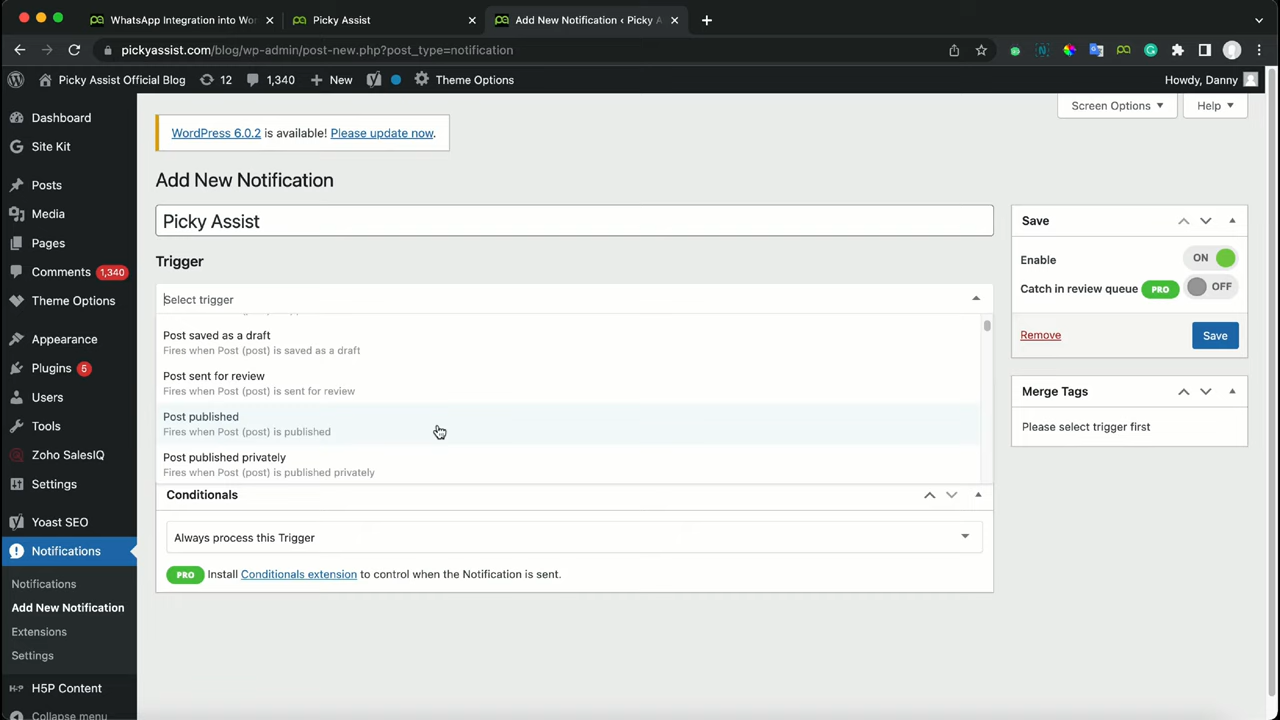 WhatsApp Integration into Wor
Picky Assist
Add New Notification ‹ Picky A
pickyassist.com/blog/wp-admin/post-new.php?post_type=notification
Picky Assist Official Blog
12
1,340
New
Theme Options
Howdy, Danny
Screen Options
Help
Dashboard
Site Kit
Posts
Media
Pages
Comments 1,340
Theme Options
Appearance
Plugins 5
Users
Tools
Zoho SalesIQ
Settings
Yoast SEO
Notifications
Notifications
Add New Notification
Extensions
Settings
H-P H5P Content
Collapse menu
WordPress 6.0.2 is available! Please update now.
Add New Notification
Picky Assist
Trigger
Select trigger
Post saved as a draft
Fires when Post (post) is saved as a draft
Post sent for review
Fires when Post (post) is sent for review
Post published
Fires when Post (post) is published
Post published privately
Fires when Post (post) is published privately
Conditionals
Always process this Trigger
PRO Install Conditionals extension to control when the Notification is sent.
Save
Enable ON
Catch in review queue PRO OFF
Remove Save
Merge Tags
Please select trigger first